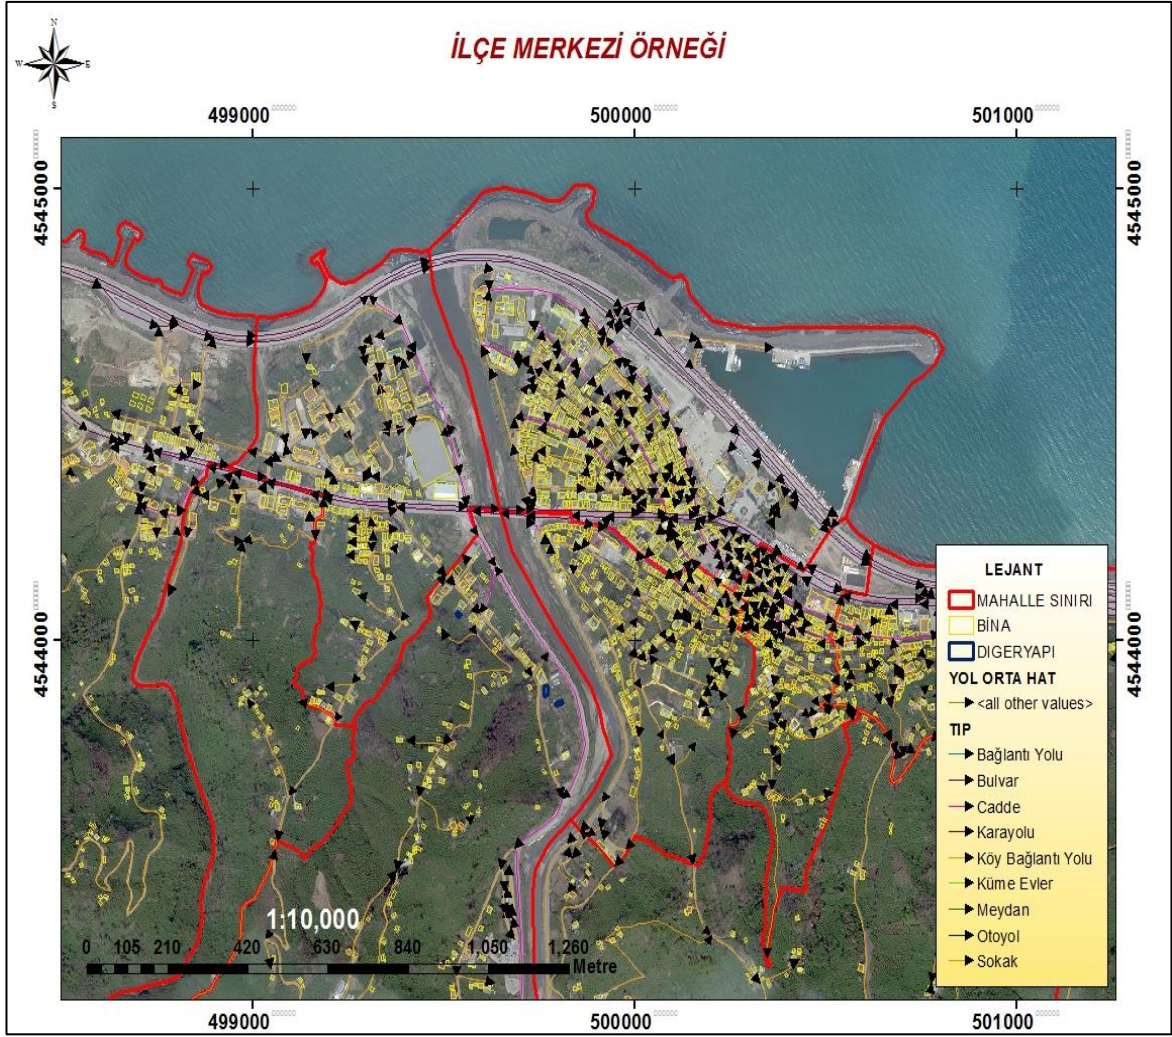 İLÇE MERKEZİ ÖRNEĞİ
N
W E
S
499000 500000 501000
4545000 4545000
4544000 4544000
LEJANT
MAHALLE SINIRI
BİNA
DIGERYAPI
YOL ORTA HAT
<all other values>
TIP
Bağlantı Yolu
Bulvar
Cadde
Karayolu
Köy Bağlantı Yolu
Küme Evler
Meydan
Otoyol
Sokak
1:10,000
0 105 210 420 630 840 1,050 1,260
Metre
499000 500000 501000